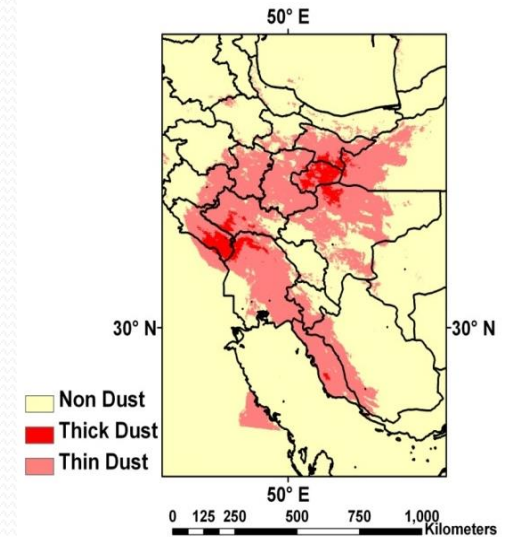 50° E
30° N
30° N
Non Dust
Thick Dust
Thin Dust
50° E
0 125 250 500 750 1,000
Kilometers